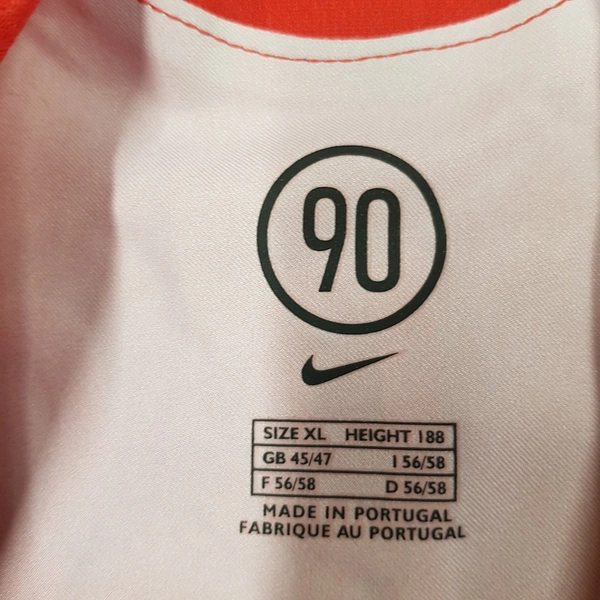 90
SIZE XL HEIGHT 188
GB 45/47 I 56/58
F 56/58 D 56/58
MADE IN PORTUGAL
FABRIQUE AU PORTUGAL